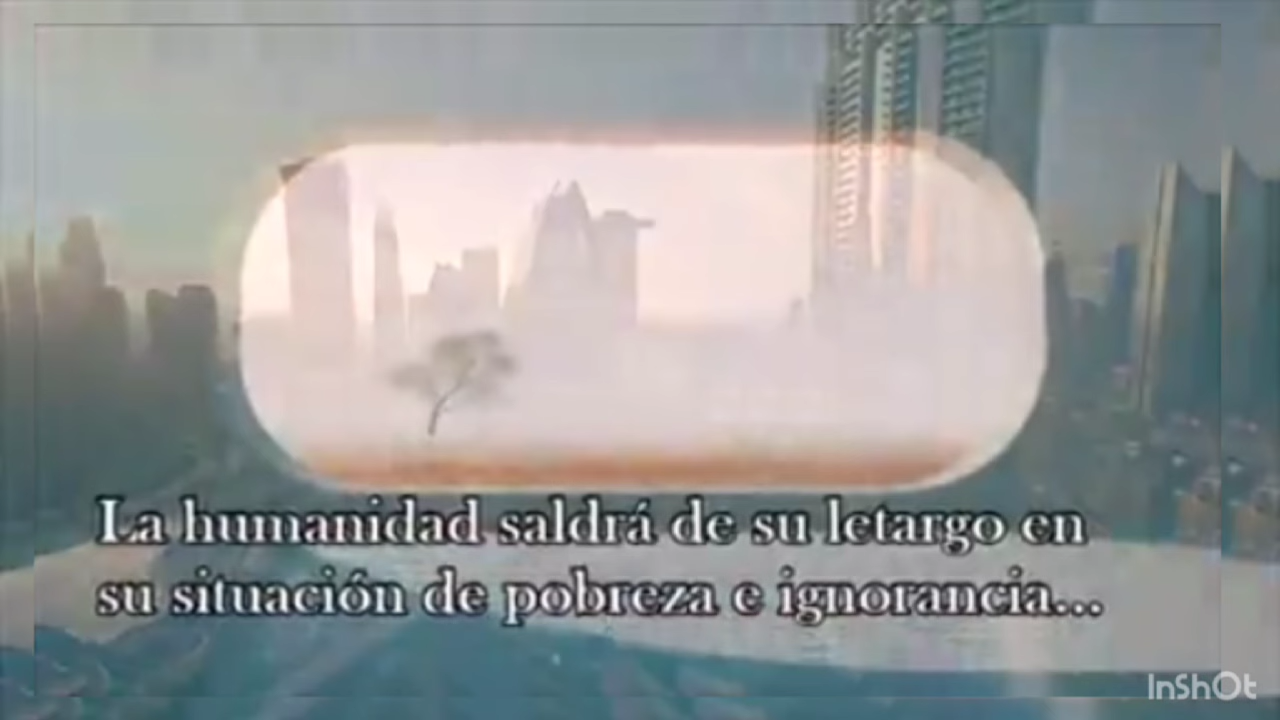 La humanidad saldrá de su letargo en
su situación de pobreza e ignorancia...
InShOt